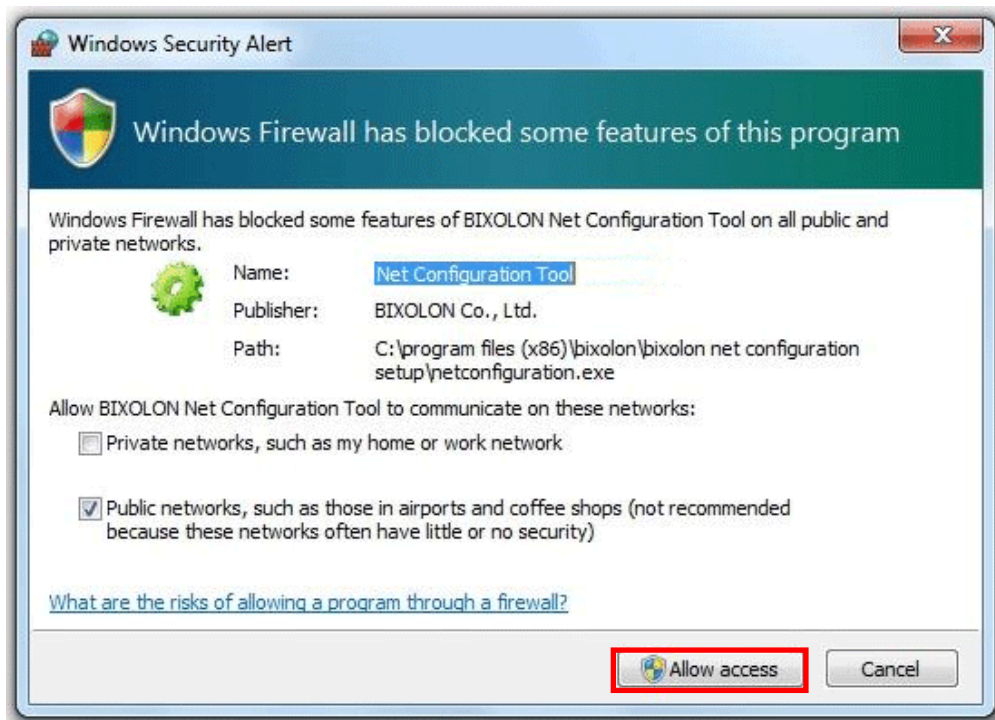 Windows Security Alert
Windows Firewall has blocked some features of this program
Windows Firewall has blocked some features of BIXOLON Net Configuration Tool on all public and
private networks.
Name: Net Configuration Tool
Publisher: BIXOLON Co., Ltd.
Path: C:\program files (x86)\bixolon\bixolon net configuration
setup\netconfiguration.exe
Allow BIXOLON Net Configuration Tool to communicate on these networks:
Private networks, such as my home or work network
Public networks, such as those in airports and coffee shops (not recommended
because these networks often have little or no security)
What are the risks of allowing a program through a firewall?
Allow access Cancel